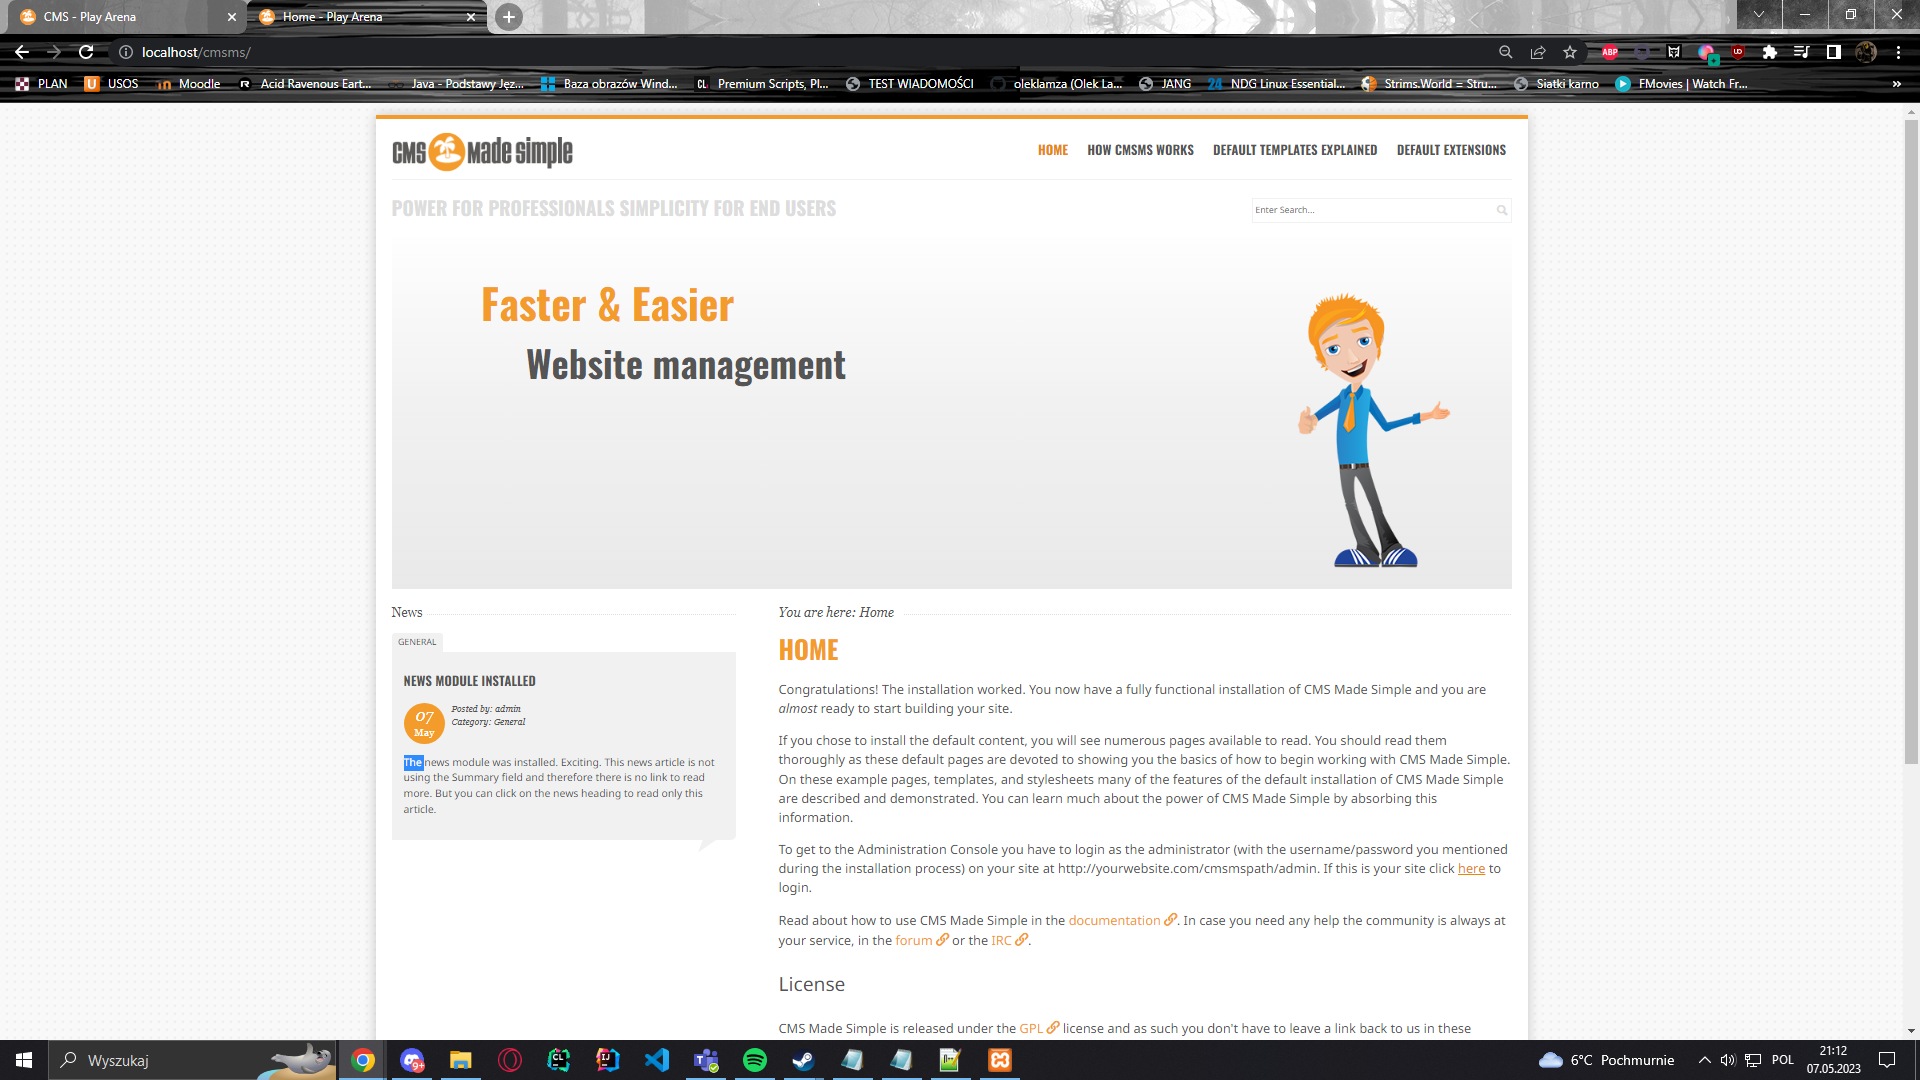 CMS - Play Arena
Home - Play Arena
localhost/cmsms/
ABP
PLAN
USOS
Moodle
Acid Ravenous Eart...
Java - Podstawy Jęz...
Baza obrazów Wind...
CL
Premium Scripts, Pl...
TEST WIADOMOŚCI
oleklamza (Olek La...
JANG
24
NDG Linux Essential...
Strims.World = Stru...
Siatki karno
FMovies | Watch Fr...
»
CMS Made Simple
HOME
HOW CMSMS WORKS
DEFAULT TEMPLATES EXPLAINED
DEFAULT EXTENSIONS
POWER FOR PROFESSIONALS SIMPLICITY FOR END USERS
Enter Search...
Faster & Easier
Website management
News
GENERAL
NEWS MODULE INSTALLED
07
May
Posted by: admin
Category: General
The news module was installed. Exciting. This news article is not
using the Summary field and therefore there is no link to read
more. But you can click on the news heading to read only this
article.
You are here: Home
HOME
Congratulations! The installation worked. You now have a fully functional installation of CMS Made Simple and you are
almost ready to start building your site.
If you chose to install the default content, you will see numerous pages available to read. You should read them
thoroughly as these default pages are devoted to showing you the basics of how to begin working with CMS Made Simple.
On these example pages, templates, and stylesheets many of the features of the default installation of CMS Made Simple
are described and demonstrated. You can learn much about the power of CMS Made Simple by absorbing this
information.
To get to the Administration Console you have to login as the administrator (with the username/password you mentioned
during the installation process) on your site at http://yourwebsite.com/cmsmspath/admin. If this is your site click here to
login.
Read about how to use CMS Made Simple in the documentation. In case you need any help the community is always at
your service, in the forum or the IRC.
License
CMS Made Simple is released under the GPL license and as such you don't have to leave a link back to us in these
Wyszukaj
9+
6°C Pochmurnie
POL
21:12
07.05.2023